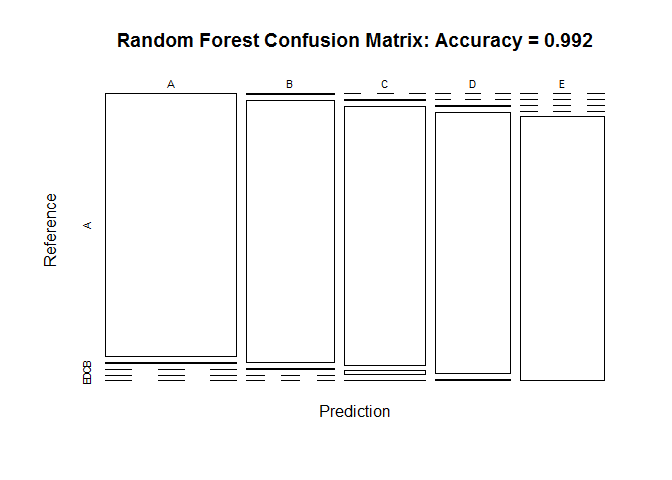 Random Forest Confusion Matrix: Accuracy = 0.992
A B C D E
Reference
A
EDCB
Prediction